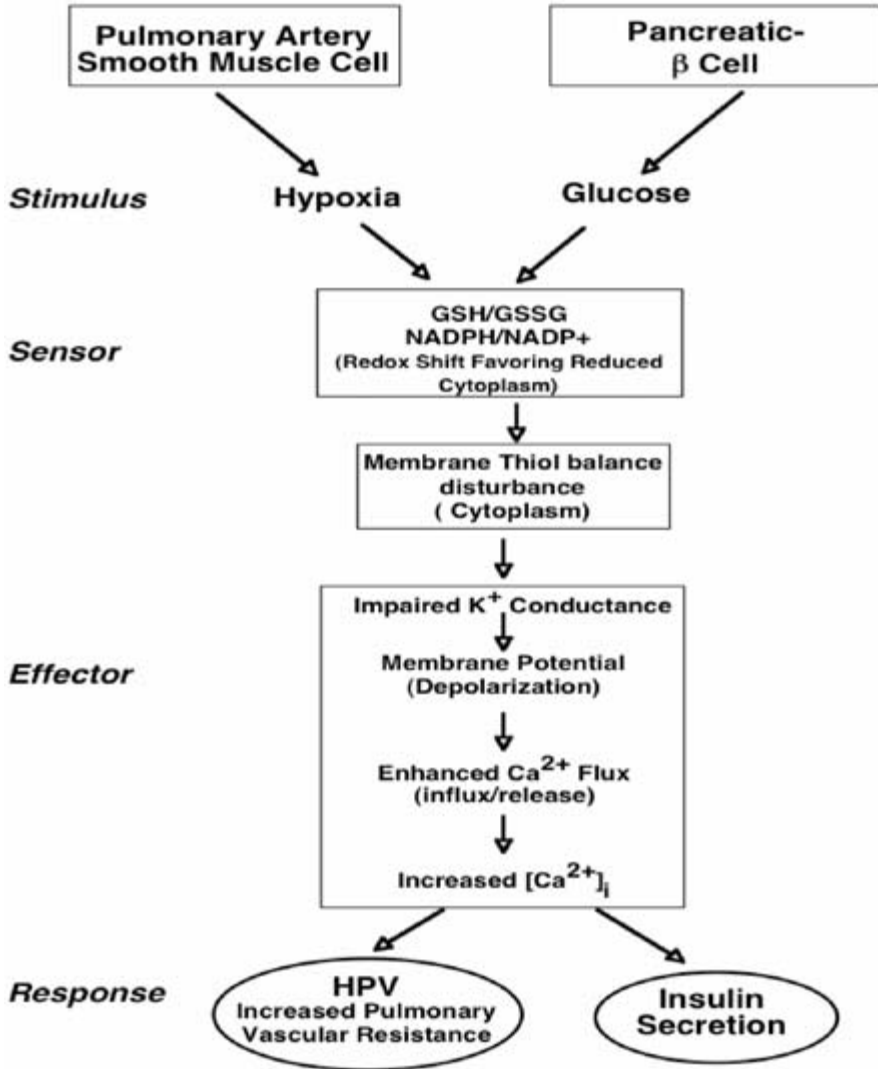 Pulmonary Artery
Smooth Muscle Cell
Pancreatic-
β Cell
Stimulus
Hypoxia
Glucose
Sensor
GSH/GSSG
NADPH/NADP+
(Redox Shift Favoring Reduced
Cytoplasm)
Membrane Thiol balance
disturbance
( Cytoplasm)
Effector
Impaired K⁺ Conductance
Membrane Potential
(Depolarization)
Enhanced Ca²⁺ Flux
(influx/release)
Increased [Ca²⁺]ᵢ
Response
HPV
Increased Pulmonary
Vascular Resistance
Insulin
Secretion